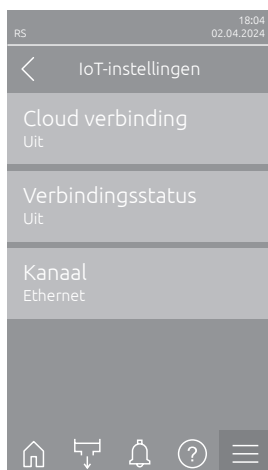 18:04
RS 02.04.2024
IoT-instellingen
Cloud verbinding
Uit
Verbindingsstatus
Uit
Kanaal
Ethernet
?